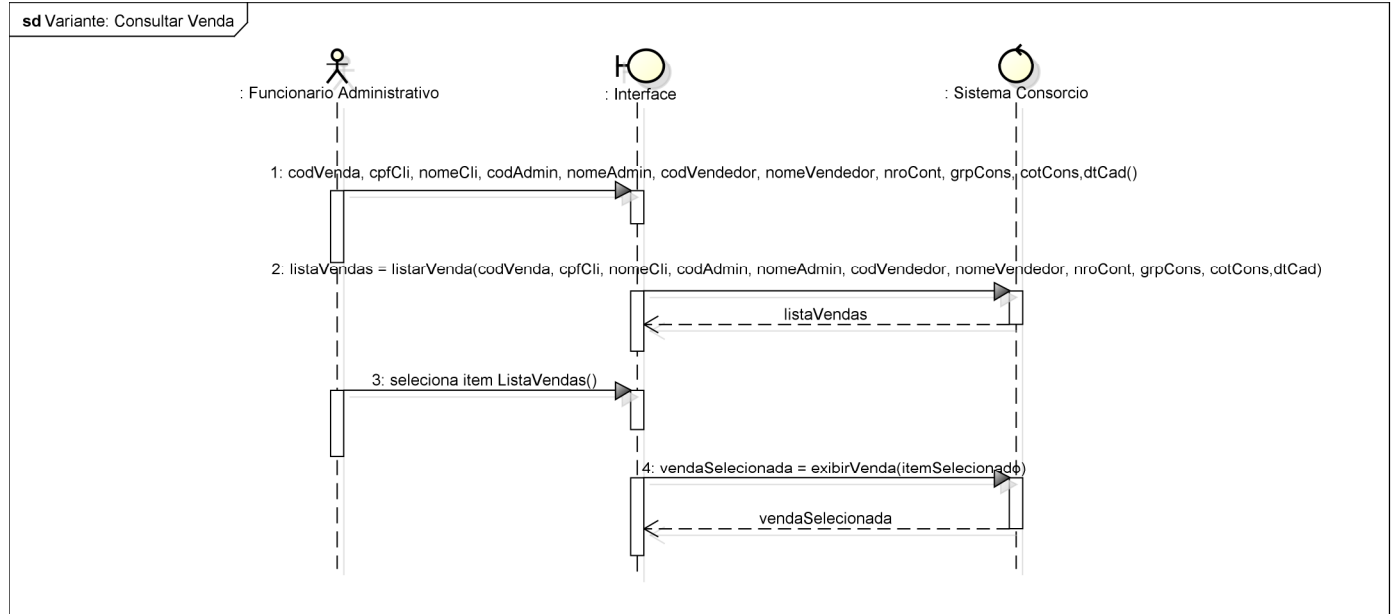 sd Variante: Consultar Venda
: Funcionario Administrativo
: Interface
: Sistema Consorcio
1: codVenda, cpfCli, nomeCli, codAdmin, nomeAdmin, codVendedor, nomeVendedor, nroCont, grpCons, cotCons,dtCad()
2: listaVendas = listarVenda(codVenda, cpfCli, nomeCli, codAdmin, nomeAdmin, codVendedor, nomeVendedor, nroCont, grpCons, cotCons,dtCad)
listaVendas
3: seleciona item ListaVendas()
4: vendaSelecionada = exibirVenda(itemSelecionado)
vendaSelecionada